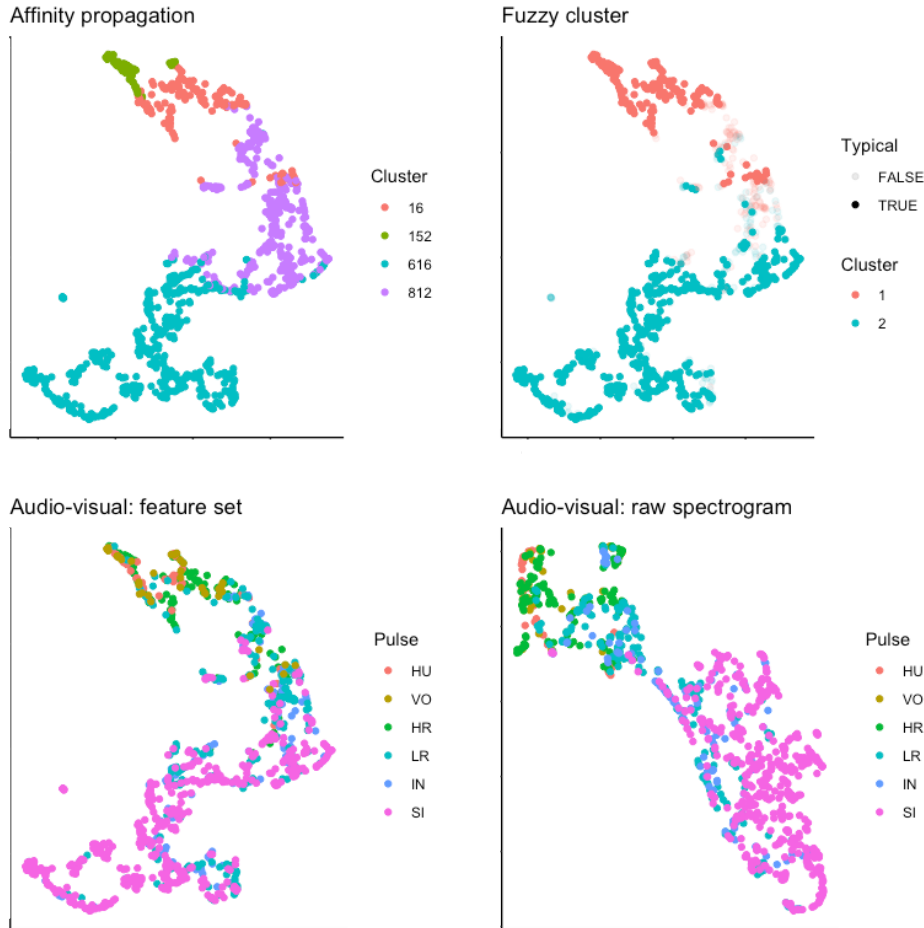 Affinity propagation
Cluster
16
152
616
812
Fuzzy cluster
Typical
FALSE
TRUE
Cluster
1
2
Audio-visual: feature set
Pulse
HU
VO
HR
LR
IN
SI
Audio-visual: raw spectrogram
Pulse
HU
VO
HR
LR
IN
SI